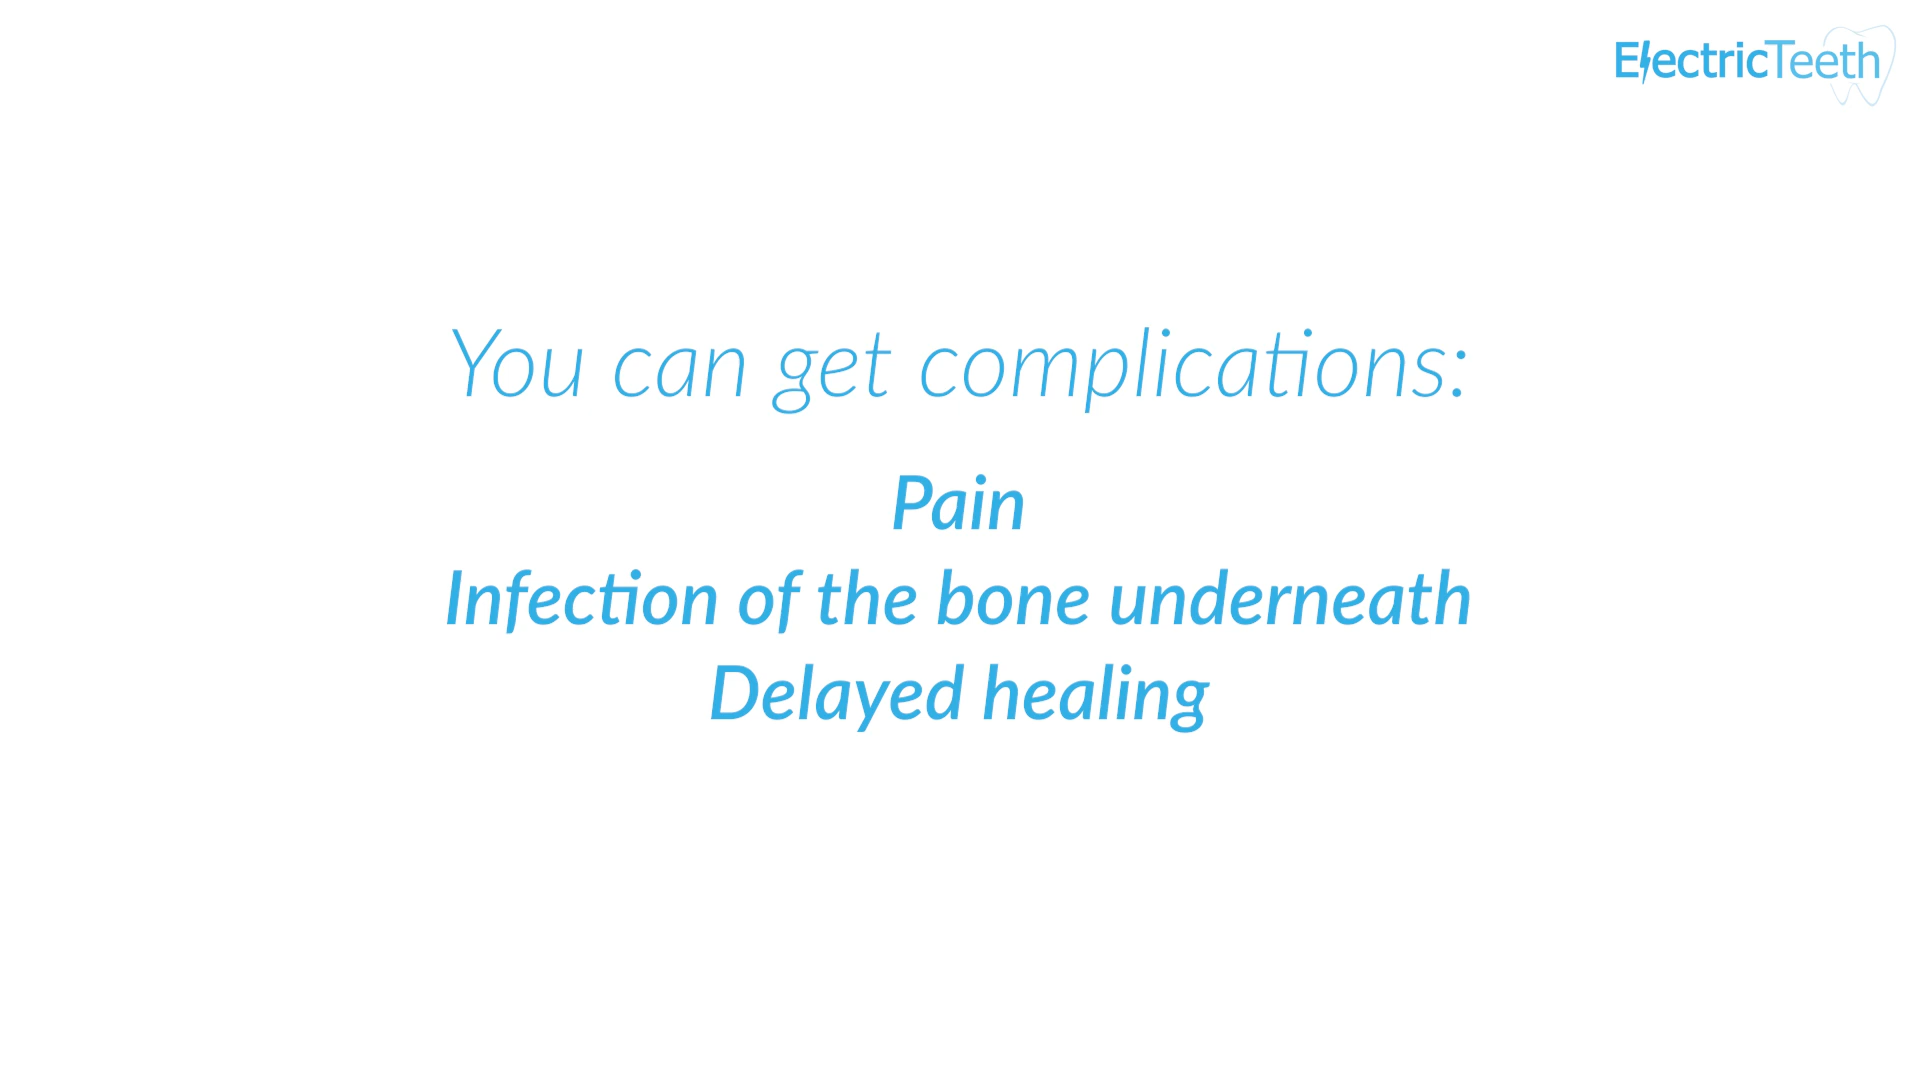 ElectricTeeth
You can get complications:
Pain
Infection of the bone underneath
Delayed healing